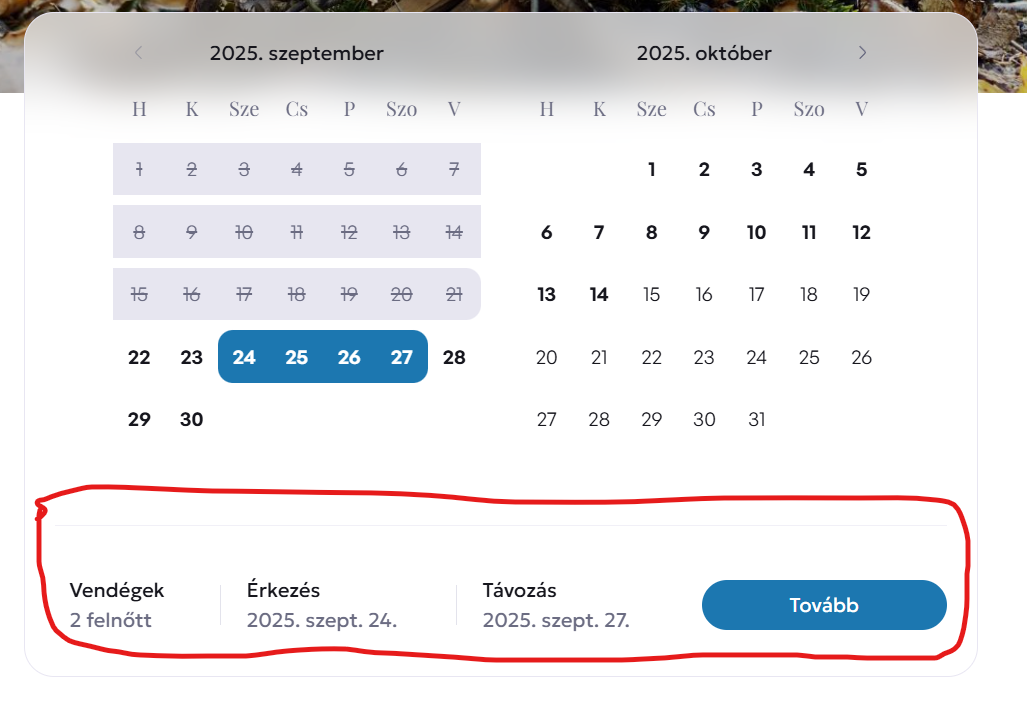 2025. szeptember 2025. október
H K Sze Cs P Szo V H K Sze Cs P Szo V
1 2 3 4 5 6 7 1 2 3 4 5
8 9 10 11 12 13 14 6 7 8 9 10 11 12
15 16 17 18 19 20 21 13 14 15 16 17 18 19
22 23 24 25 26 27 28 20 21 22 23 24 25 26
29 30 27 28 29 30 31
Vendégek Érkezés Távozás Tovább
2 felnőtt 2025. szept. 24. 2025. szept. 27.